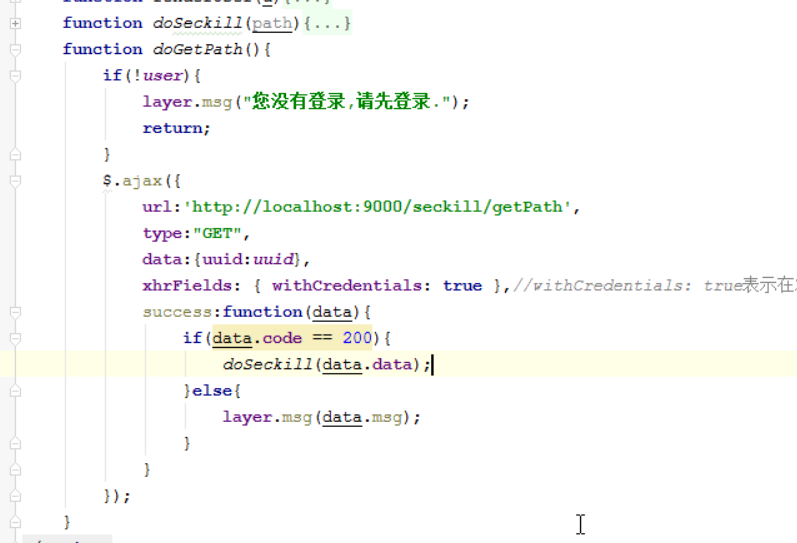 function doSeckill(path){...}
function doGetPath(){
if(!user){
layer.msg("您没有登录,请先登录.");
return;
}
$.ajax({
url:'http://localhost:9000/seckill/getPath',
type:"GET",
data:{uuid:uuid},
xhrFields: { withCredentials: true },//withCredentials: true表示在
success:function(data){
if(data.code == 200){
doSeckill(data.data);
}else{
layer.msg(data.msg);
}
}
});
}